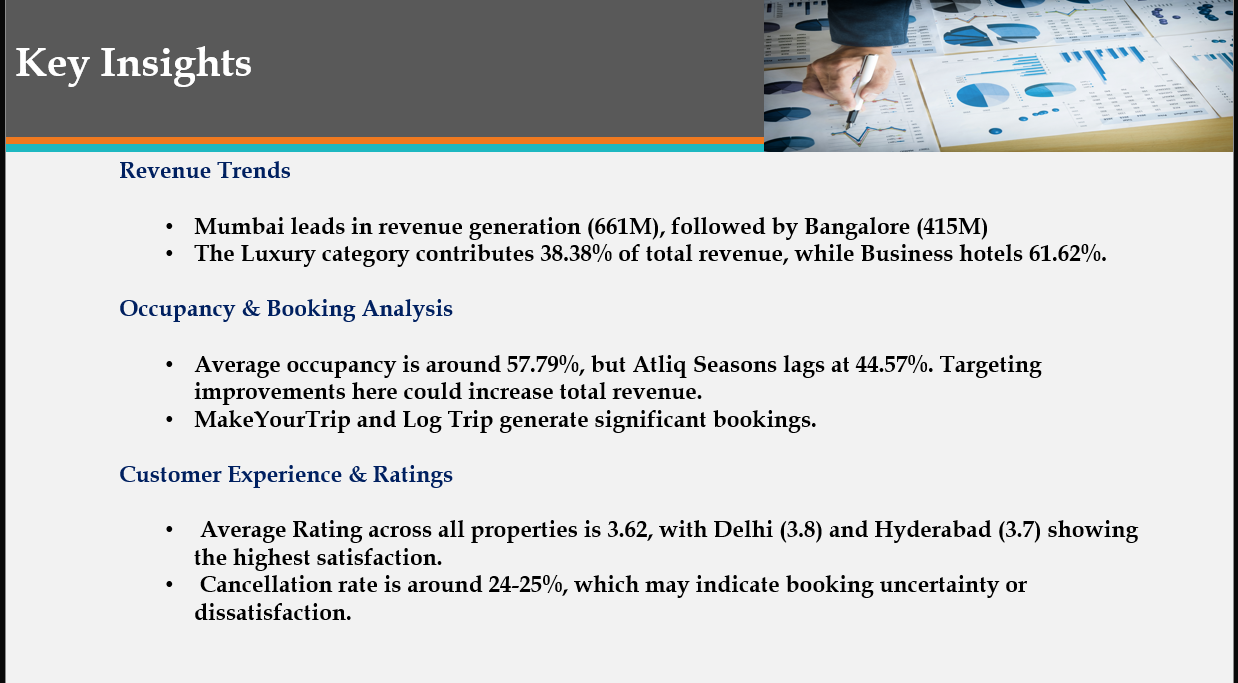 Key Insights
Revenue Trends
• Mumbai leads in revenue generation (661M), followed by Bangalore (415M)
• The Luxury category contributes 38.38% of total revenue, while Business hotels 61.62%.
Occupancy & Booking Analysis
• Average occupancy is around 57.79%, but Atliq Seasons lags at 44.57%. Targeting
improvements here could increase total revenue.
• MakeYourTrip and Log Trip generate significant bookings.
Customer Experience & Ratings
• Average Rating across all properties is 3.62, with Delhi (3.8) and Hyderabad (3.7) showing
the highest satisfaction.
• Cancellation rate is around 24-25%, which may indicate booking uncertainty or
dissatisfaction.